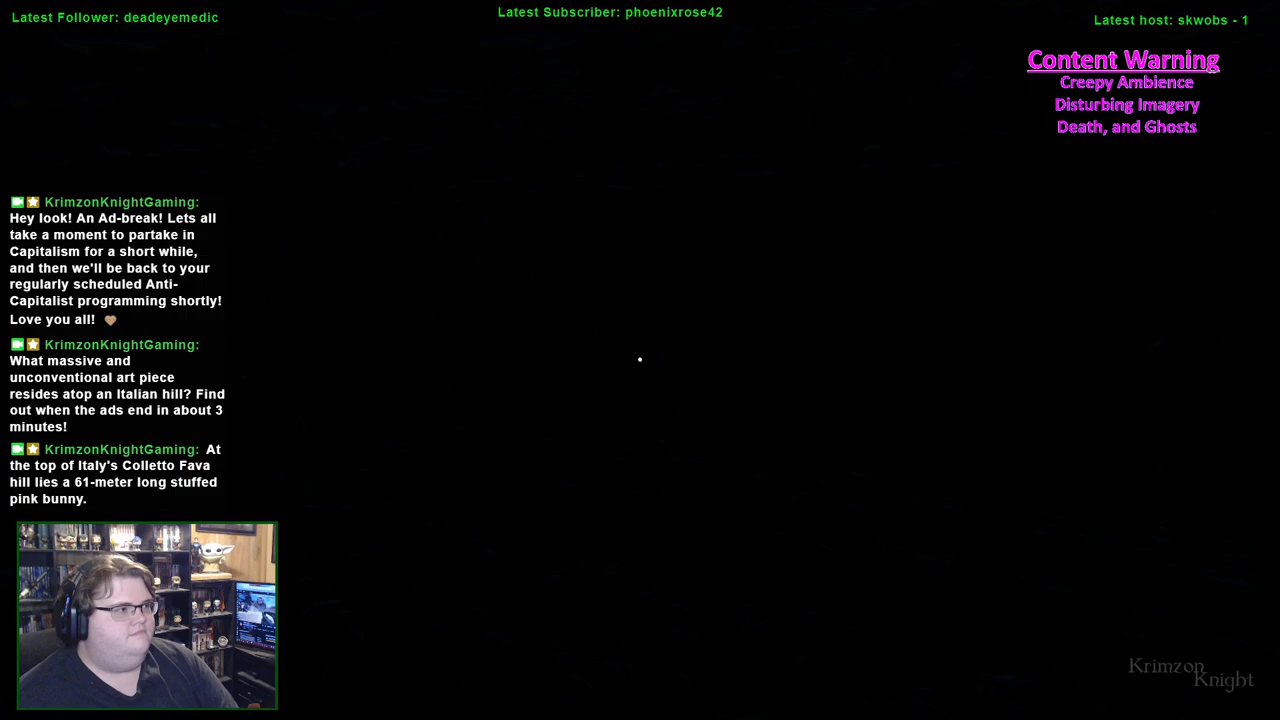 Latest Follower: deadeyemedic
Latest Subscriber: phoenixrose42
Latest host: skwobs - 1
Content Warning
Creepy Ambience
Disturbing Imagery
Death, and Ghosts
KrimzonKnightGaming:
Hey look! An Ad-break! Lets all
take a moment to partake in
Capitalism for a short while,
and then we'll be back to your
regularly scheduled Anti-
Capitalist programming shortly!
Love you all!
KrimzonKnightGaming:
What massive and
unconventional art piece
resides atop an Italian hill? Find
out when the ads end in about 3
minutes!
KrimzonKnightGaming: At
the top of Italy's Colletto Fava
hill lies a 61-meter long stuffed
pink bunny.
Krimzon
Knight